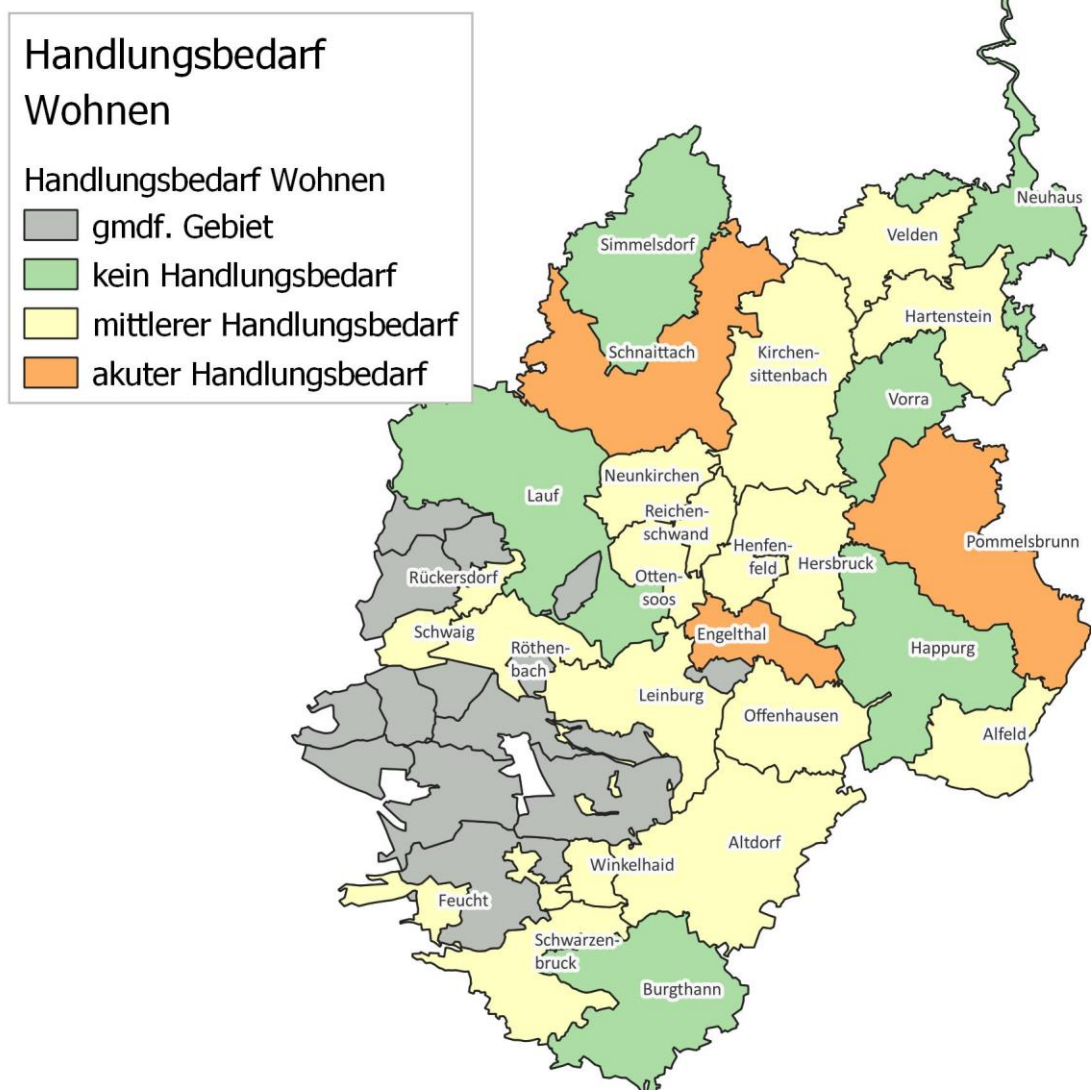 Handlungsbedarf
Wohnen
Handlungsbedarf Wohnen
gmdf. Gebiet
kein Handlungsbedarf
mittlerer Handlungsbedarf
akuter Handlungsbedarf
Neuhaus
Velden
Simmelsdorf
Hartenstein
Schnaittach
Kirchen-
sittenbach
Vorra
Neunkirchen
Lauf
Reichen-
schwand
Pommelsbrunn
Henfen-
feld
Hersbruck
Rückersdorf
Otten-
soos
Schwaig
Engelthal
Röthen-
bach
Happurg
Leinburg
Offenhausen
Alfeld
Altdorf
Winkelhaid
Feucht
Schwarzen-
bruck
Burgthann